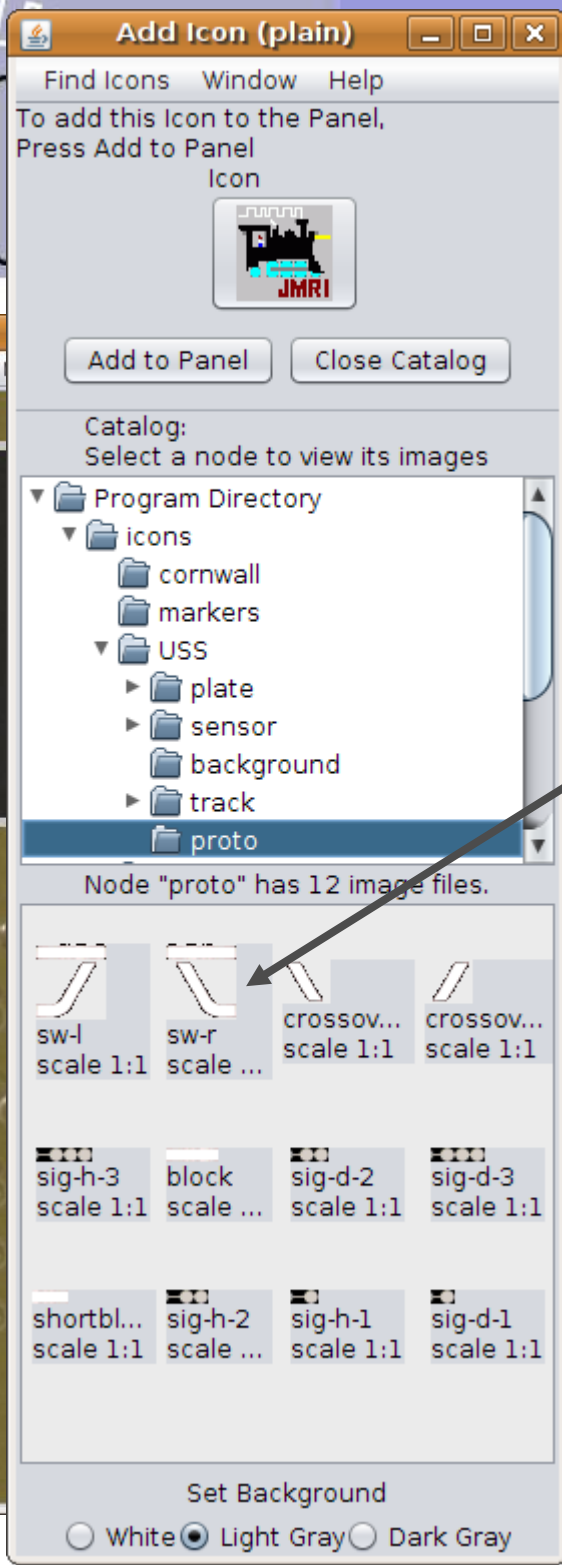 Add Icon (plain)
Find Icons Window Help
To add this Icon to the Panel,
Press Add to Panel
Icon
JMRI
Add to Panel Close Catalog
Catalog:
Select a node to view its images
Program Directory
icons
cornwall
markers
USS
plate
sensor
background
track
proto
Node "proto" has 12 image files.
sw-l sw-r crossov... crossov...
scale 1:1 scale ... scale 1:1 scale 1:1
sig-h-3 block sig-d-2 sig-d-3
scale 1:1 scale ... scale 1:1 scale 1:1
shortbl... sig-h-2 sig-h-1 sig-d-1
scale 1:1 scale ... scale 1:1 scale 1:1
Set Background
White Light Gray Dark Gray